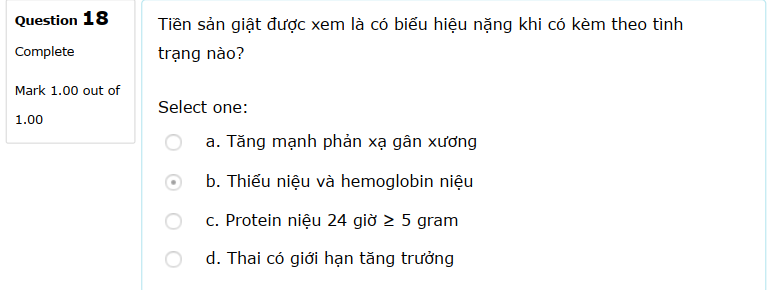 Question 18
Complete
Mark 1.00 out of
1.00
Tiền sản giật được xem là có biểu hiệu nặng khi có kèm theo tình
trạng nào?
Select one:
a. Tăng mạnh phản xạ gân xương
b. Thiểu niệu và hemoglobin niệu
c. Protein niệu 24 giờ ≥ 5 gram
d. Thai có giới hạn tăng trưởng